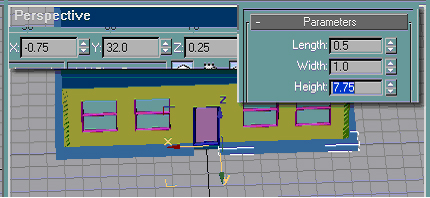 Perspective
X: -0.75 Y: 32.0 Z: 0.25
- Parameters
Length: 0.5
Width: 1.0
Height: 7.75
Z
X